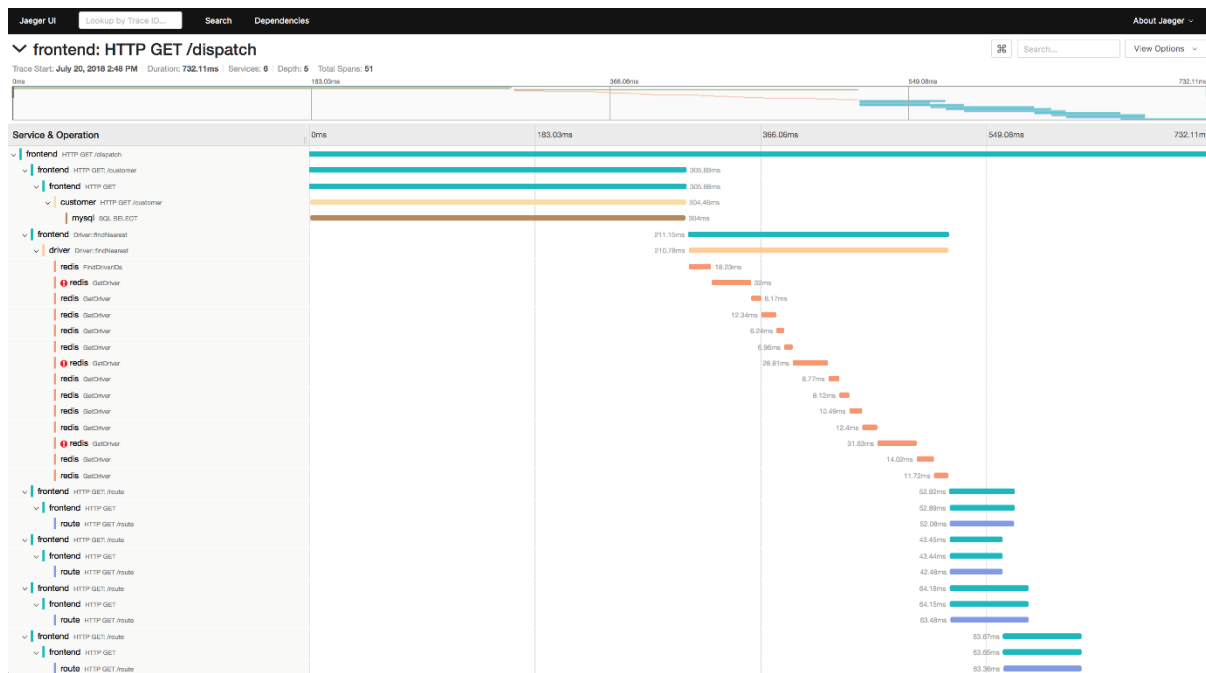 Jaeger UI Lookup by Trace ID... Search Dependencies About Jaeger
frontend: HTTP GET /dispatch ⌘ Search... View Options
Trace Start: July 20, 2018 2:48 PM Duration: 732.11ms Services: 6 Depth: 5 Total Spans: 51
0ms 183.03ms 366.06ms 549.08ms 732.11ms
Service & Operation 0ms 183.03ms 366.06ms 549.08ms 732.11ms
frontend HTTP GET /dispatch
frontend HTTP GET: /customer 305.89ms
frontend HTTP GET 305.88ms
customer HTTP GET /customer 304.46ms
mysql SQL SELECT 304ms
frontend Driver::findNearest 211.15ms
driver Driver::findNearest 210.78ms
redis FindDriverIDs 18.23ms
redis GetDriver 32ms
redis GetDriver 8.17ms
redis GetDriver 12.34ms
redis GetDriver 6.24ms
redis GetDriver 6.96ms
redis GetDriver 28.81ms
redis GetDriver 8.77ms
redis GetDriver 8.12ms
redis GetDriver 10.49ms
redis GetDriver 12.4ms
redis GetDriver 31.63ms
redis GetDriver 14.02ms
redis GetDriver 11.72ms
frontend HTTP GET: /route 52.92ms
frontend HTTP GET 52.89ms
route HTTP GET /route 52.08ms
frontend HTTP GET: /route 43.45ms
frontend HTTP GET 43.44ms
route HTTP GET /route 42.48ms
frontend HTTP GET: /route 64.18ms
frontend HTTP GET 64.15ms
route HTTP GET /route 63.48ms
frontend HTTP GET: /route 63.67ms
frontend HTTP GET 63.65ms
route HTTP GET /route 63.36ms